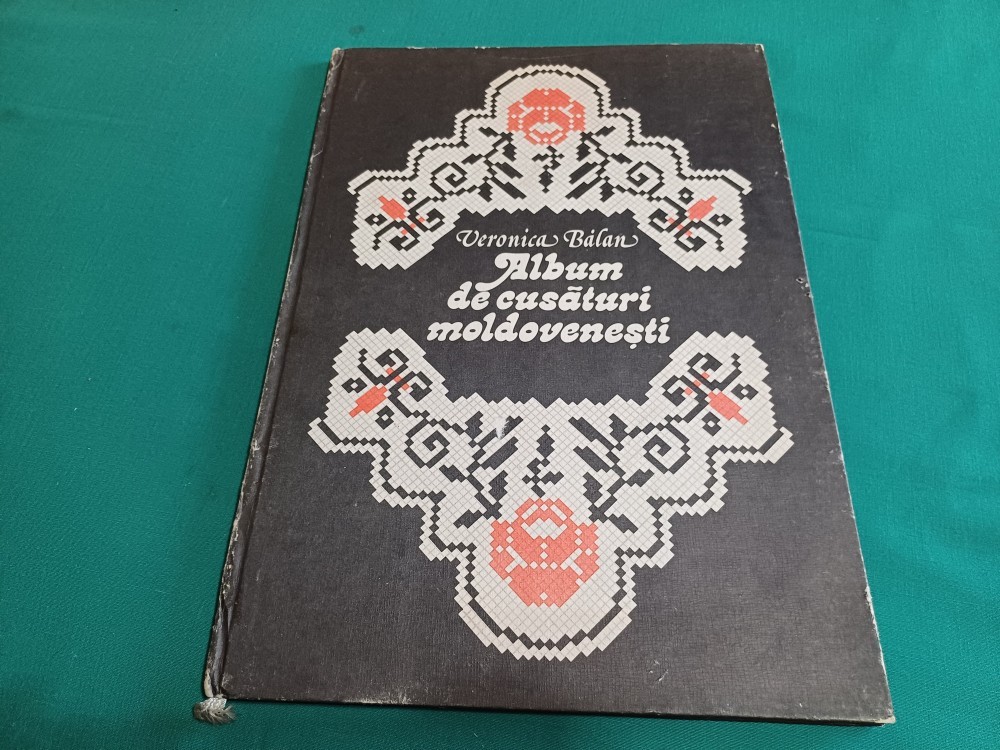 Veronica Bălan
Album
de cusături
moldovenești